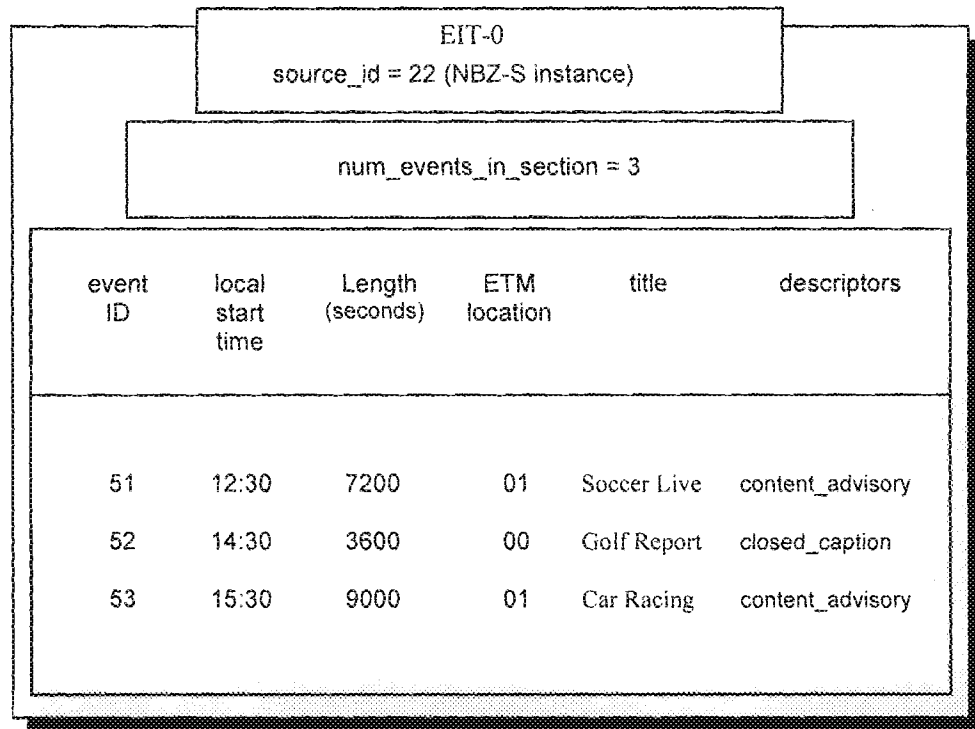 EIT-0
source_id = 22 (NBZ-S instance)
num_events_in_section = 3
event ID local start time Length (seconds) ETM location title descriptors
51 12:30 7200 01 Soccer Live content_advisory
52 14:30 3600 00 Golf Report closed_caption
53 15:30 9000 01 Car Racing content_advisory